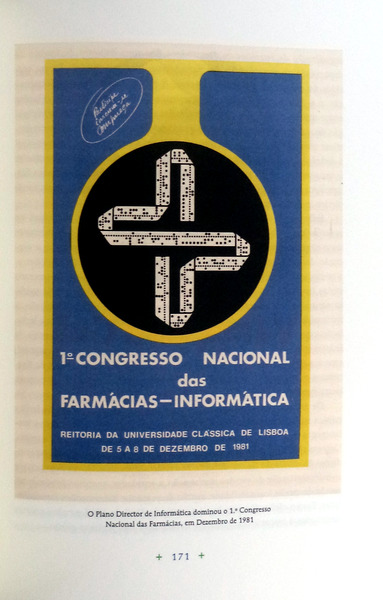 1º CONGRESSO NACIONAL
das
FARMÁCIAS—INFORMÁTICA
REITORIA DA UNIVERSIDADE CLÁSSICA DE LISBOA
DE 5 A 8 DE DEZEMBRO DE 1981
O Plano Director de Informática dominou o 1.º Congresso
Nacional das Farmácias, em Dezembro de 1981
+ 171 +